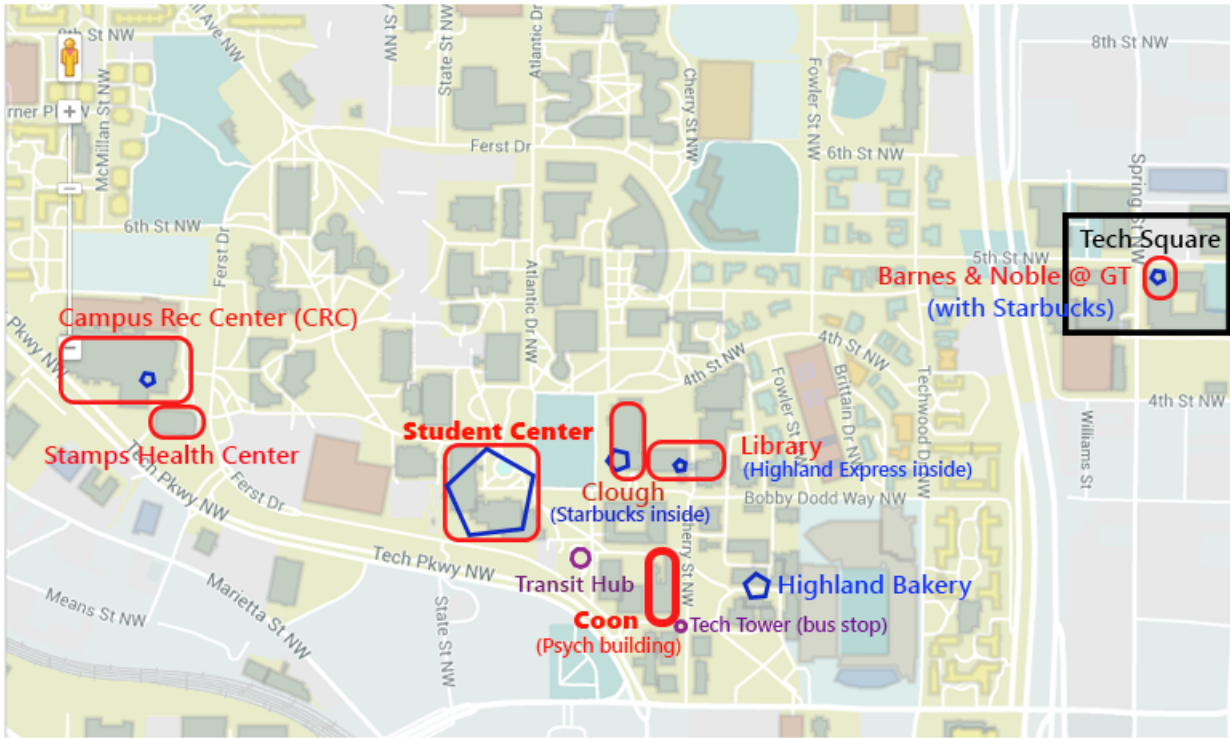 8th St NW
8th St NW
McMillan St NW
State St NW
Atlantic Dr
Cherry St NW
Fowler St NW
Ferst Dr
6th St NW
Spring St NW
6th St NW
Ferst Dr
Atlantic Dr NW
Tech Square
5th St NW
Barnes & Noble @ GT
(with Starbucks)
Campus Rec Center (CRC)
Pkwy NW
4th St NW
4th St NW
4th St NW
Fowler St NW
Brittain Dr NW
Techwood Dr NW
Williams St
Student Center
Library
(Highland Express inside)
Stamps Health Center
Tech Pkwy NW
Ferst Dr
Clough
(Starbucks inside)
Bobby Dodd Way NW
Cherry St NW
Tech Pkwy NW
Transit Hub
Highland Bakery
Means St NW
Marietta St NW
State St NW
Coon
(Psych building)
Tech Tower (bus stop)